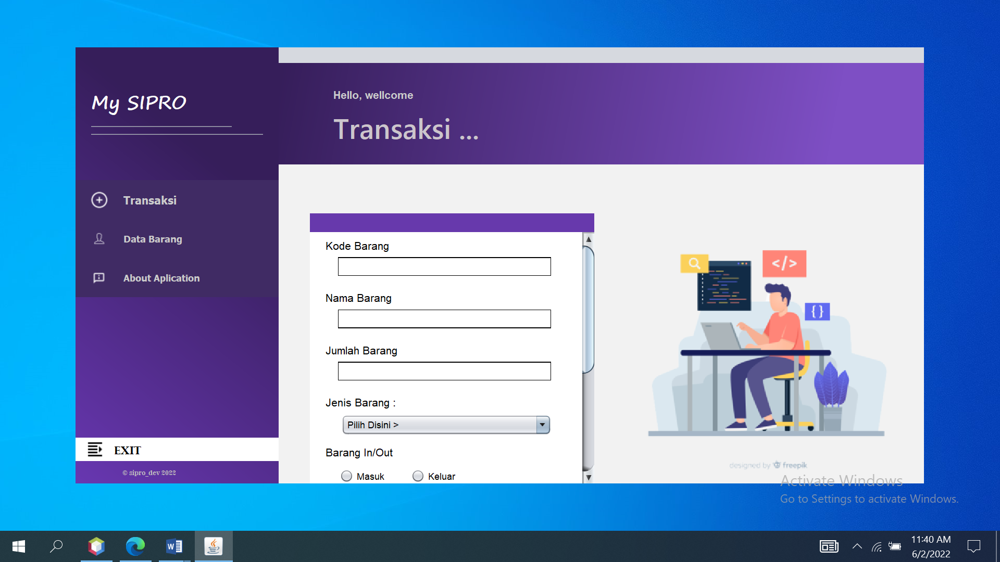 My SIPRO
Hello, wellcome
Transaksi ...
Transaksi
Data Barang
About Aplication
EXIT
© sipro_dev 2022
Kode Barang
Nama Barang
Jumlah Barang
Jenis Barang :
Pilih Disini >
Barang In/Out
Masuk Keluar
</>
{ }
designed by freepik
Activate Windows
Go to Settings to activate Windows.
W
11:40 AM
6/2/2022